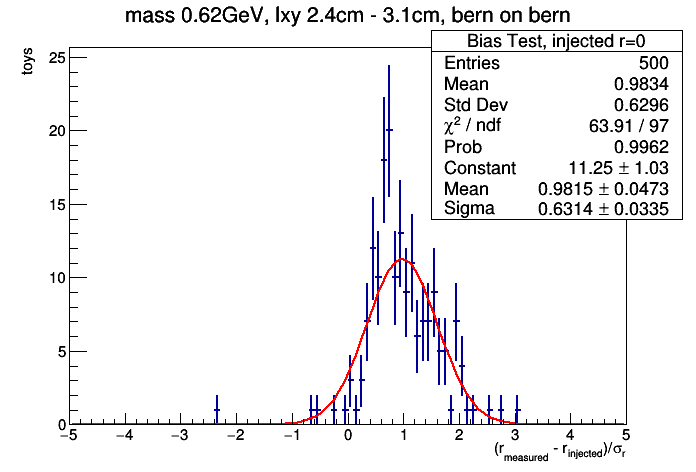 mass 0.62GeV, lxy 2.4cm - 3.1cm, bern on bern
toys
Bias Test, injected r=0
Entries 500
Mean 0.9834
Std Dev 0.6296
χ² / ndf 63.91 / 97
Prob 0.9962
Constant 11.25 ± 1.03
Mean 0.9815 ± 0.0473
Sigma 0.6314 ± 0.0335
25
20
15
10
5
0
−5 −4 −3 −2 −1 0 1 2 3 4 5
(r_measured - r_injected)/σ_r